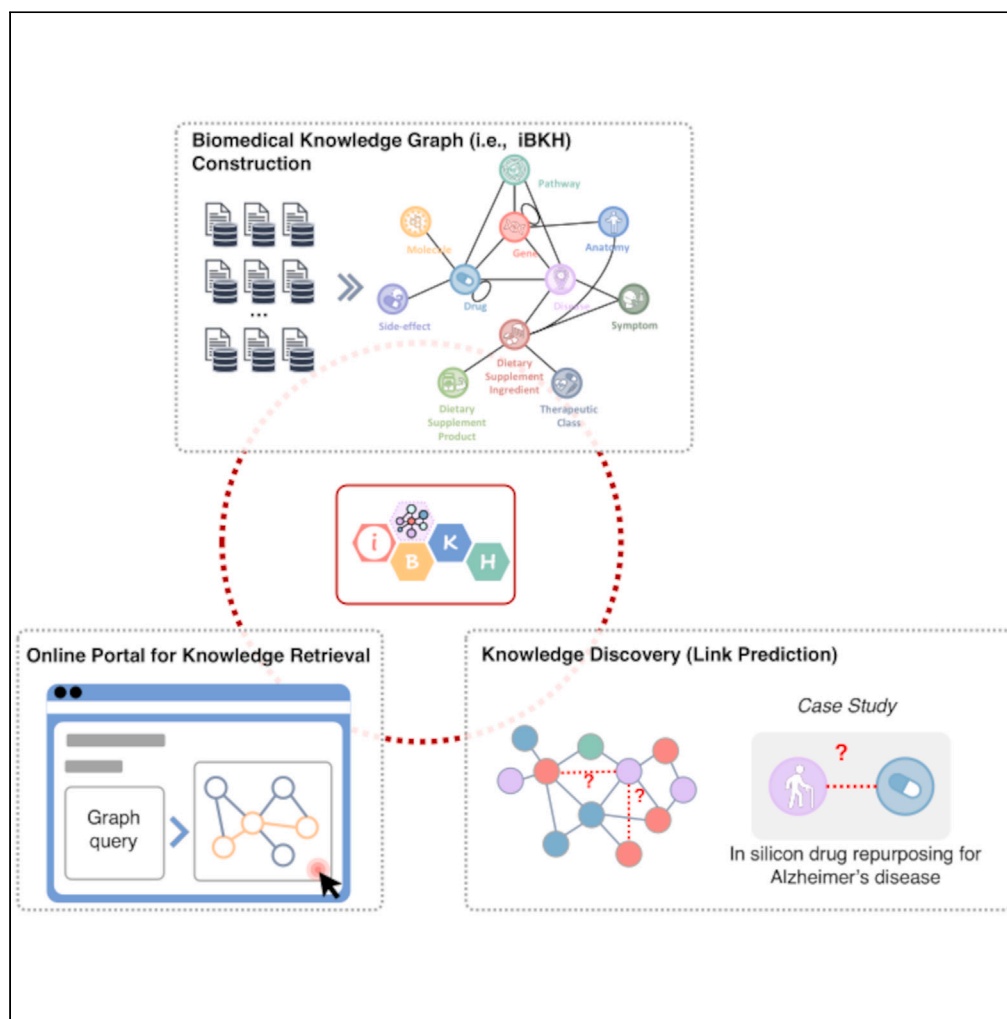 Biomedical Knowledge Graph (i.e., iBKH)
Construction
Pathway
Molecule
Gene
Anatomy
Drug
Disease
Side-effect
Symptom
...
Dietary
Supplement
Ingredient
Dietary
Supplement
Product
Therapeutic
Class
i
B
K
H
Online Portal for Knowledge Retrieval
Graph
query
Knowledge Discovery (Link Prediction)
Case Study
?
?
?
In silicon drug repurposing for
Alzheimer's disease